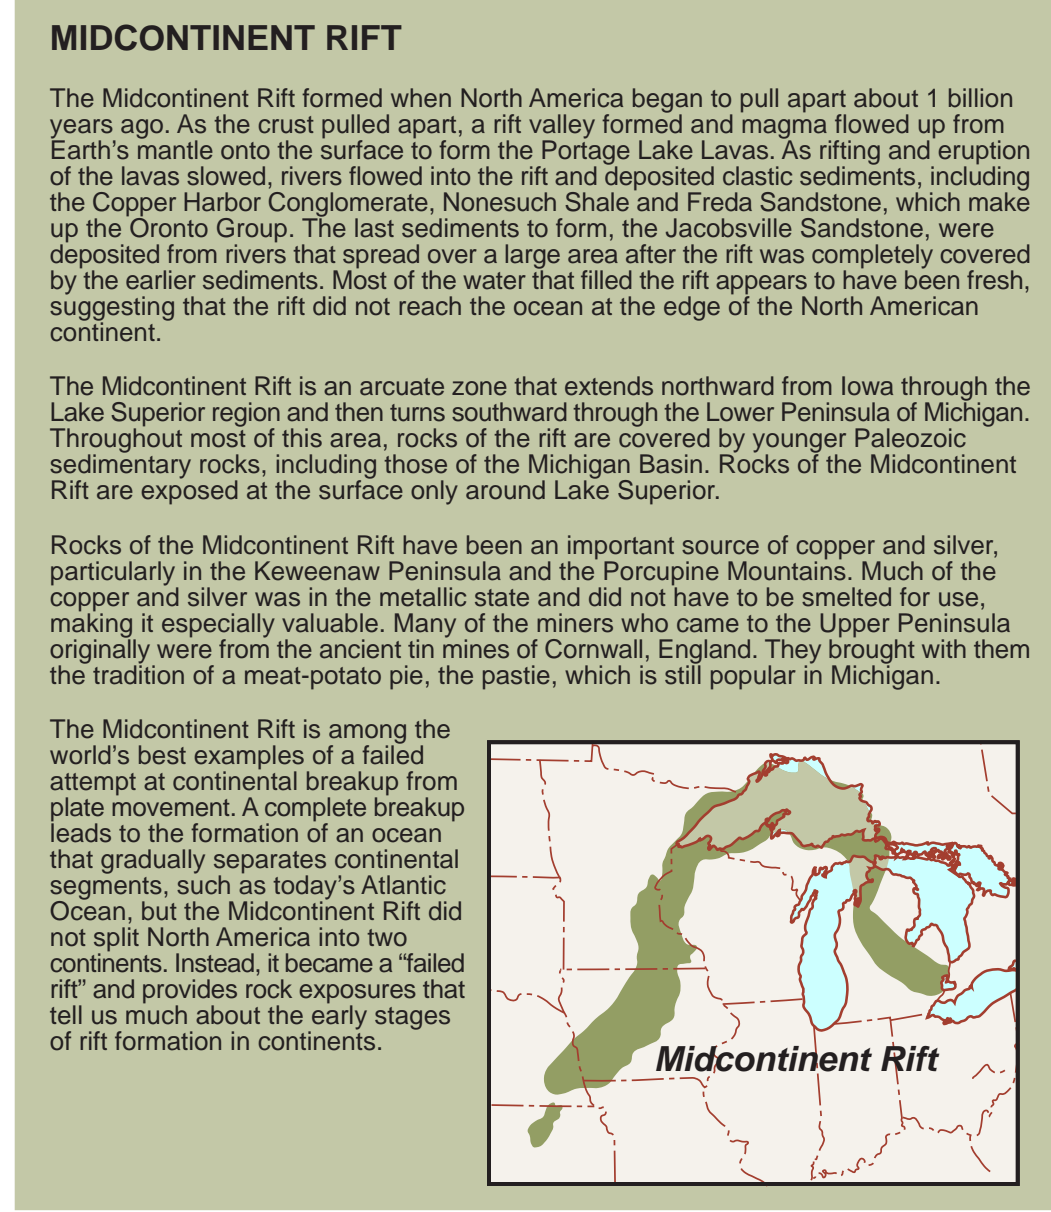 MIDCONTINENT RIFT
The Midcontinent Rift formed when North America began to pull apart about 1 billion
years ago. As the crust pulled apart, a rift valley formed and magma flowed up from
Earth's mantle onto the surface to form the Portage Lake Lavas. As rifting and eruption
of the lavas slowed, rivers flowed into the rift and deposited clastic sediments, including
the Copper Harbor Conglomerate, Nonesuch Shale and Freda Sandstone, which make
up the Oronto Group. The last sediments to form, the Jacobsville Sandstone, were
deposited from rivers that spread over a large area after the rift was completely covered
by the earlier sediments. Most of the water that filled the rift appears to have been fresh,
suggesting that the rift did not reach the ocean at the edge of the North American
continent.
The Midcontinent Rift is an arcuate zone that extends northward from Iowa through the
Lake Superior region and then turns southward through the Lower Peninsula of Michigan.
Throughout most of this area, rocks of the rift are covered by younger Paleozoic
sedimentary rocks, including those of the Michigan Basin. Rocks of the Midcontinent
Rift are exposed at the surface only around Lake Superior.
Rocks of the Midcontinent Rift have been an important source of copper and silver,
particularly in the Keweenaw Peninsula and the Porcupine Mountains. Much of the
copper and silver was in the metallic state and did not have to be smelted for use,
making it especially valuable. Many of the miners who came to the Upper Peninsula
originally were from the ancient tin mines of Cornwall, England. They brought with them
the tradition of a meat-potato pie, the pastie, which is still popular in Michigan.
The Midcontinent Rift is among the
world's best examples of a failed
attempt at continental breakup from
plate movement. A complete breakup
leads to the formation of an ocean
that gradually separates continental
segments, such as today's Atlantic
Ocean, but the Midcontinent Rift did
not split North America into two
continents. Instead, it became a “failed
rift” and provides rock exposures that
tell us much about the early stages
of rift formation in continents.
Midcontinent Rift